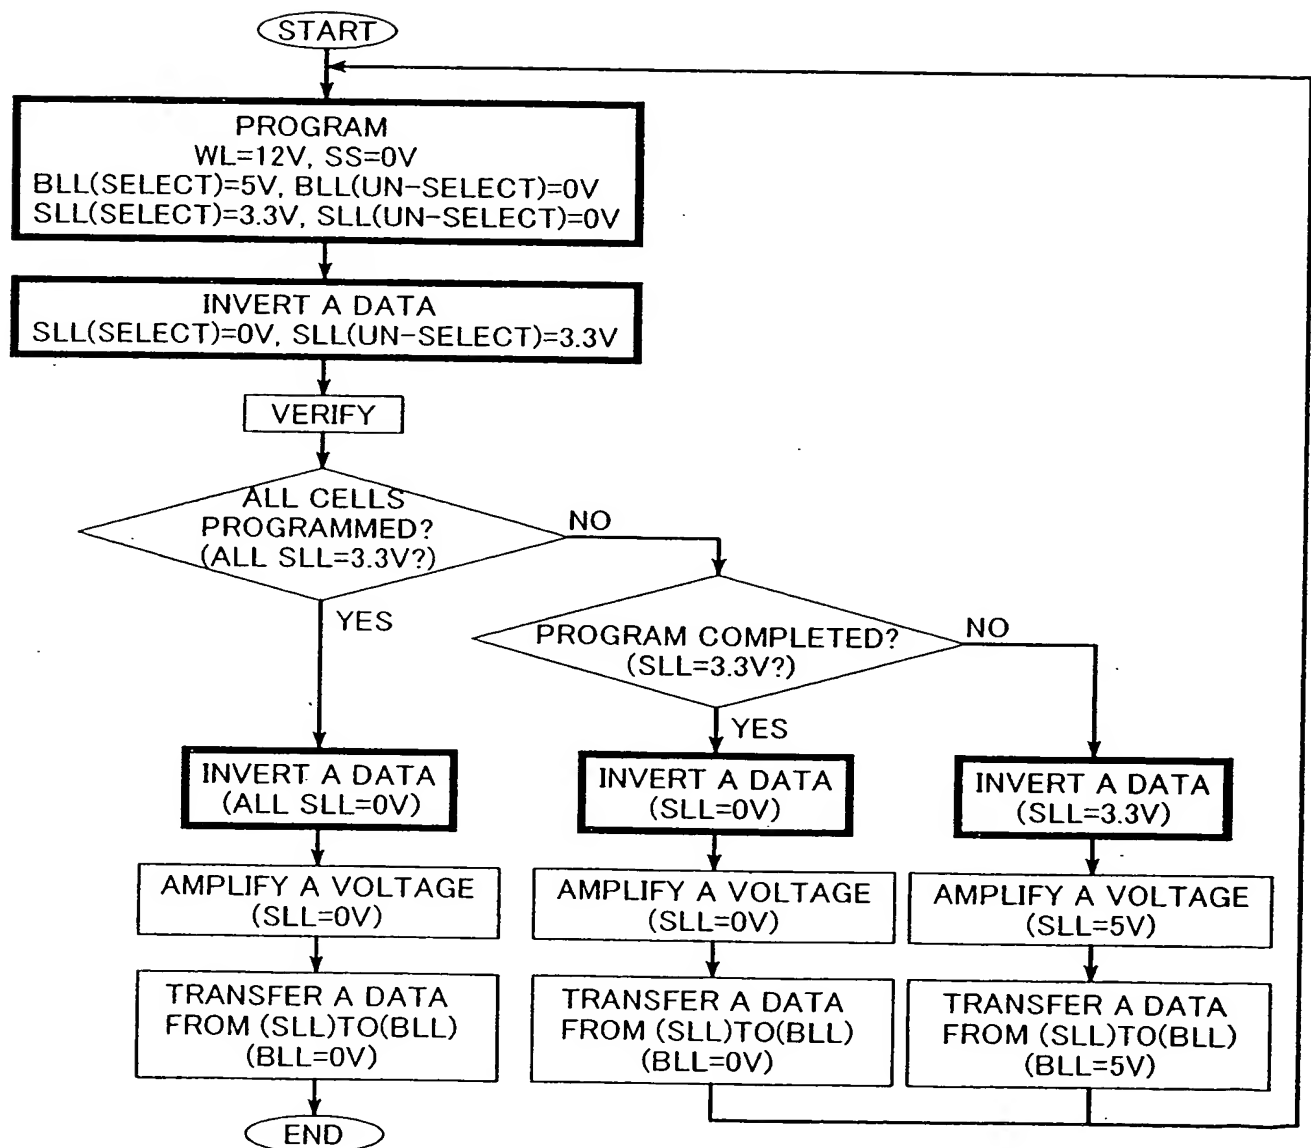 START
PROGRAM
WL=12V, SS=0V
BLL(SELECT)=5V, BLL(UN-SELECT)=0V
SLL(SELECT)=3.3V, SLL(UN-SELECT)=0V
INVERT A DATA
SLL(SELECT)=0V, SLL(UN-SELECT)=3.3V
VERIFY
ALL CELLS
PROGRAMMED?
(ALL SLL=3.3V?)
NO
YES
PROGRAM COMPLETED?
(SLL=3.3V?)
NO
YES
INVERT A DATA
(ALL SLL=0V)
INVERT A DATA
(SLL=0V)
INVERT A DATA
(SLL=3.3V)
AMPLIFY A VOLTAGE
(SLL=0V)
AMPLIFY A VOLTAGE
(SLL=0V)
AMPLIFY A VOLTAGE
(SLL=5V)
TRANSFER A DATA
FROM (SLL)TO(BLL)
(BLL=0V)
TRANSFER A DATA
FROM (SLL)TO(BLL)
(BLL=0V)
TRANSFER A DATA
FROM (SLL)TO(BLL)
(BLL=5V)
END